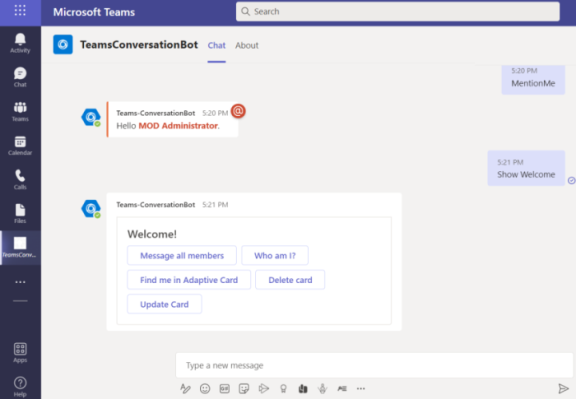 Microsoft Teams
Search
Activity
Chat
Teams
Calendar
Calls
Files
TeamsConv...
Apps
Help
TeamsConversationBot Chat About
5:20 PM
MentionMe
Teams-ConversationBot 5:20 PM @
Hello MOD Administrator.
5:21 PM
Show Welcome
Teams-ConversationBot 5:21 PM
Welcome!
Message all members Who am I?
Find me in Adaptive Card Delete card
Update Card
Type a new message